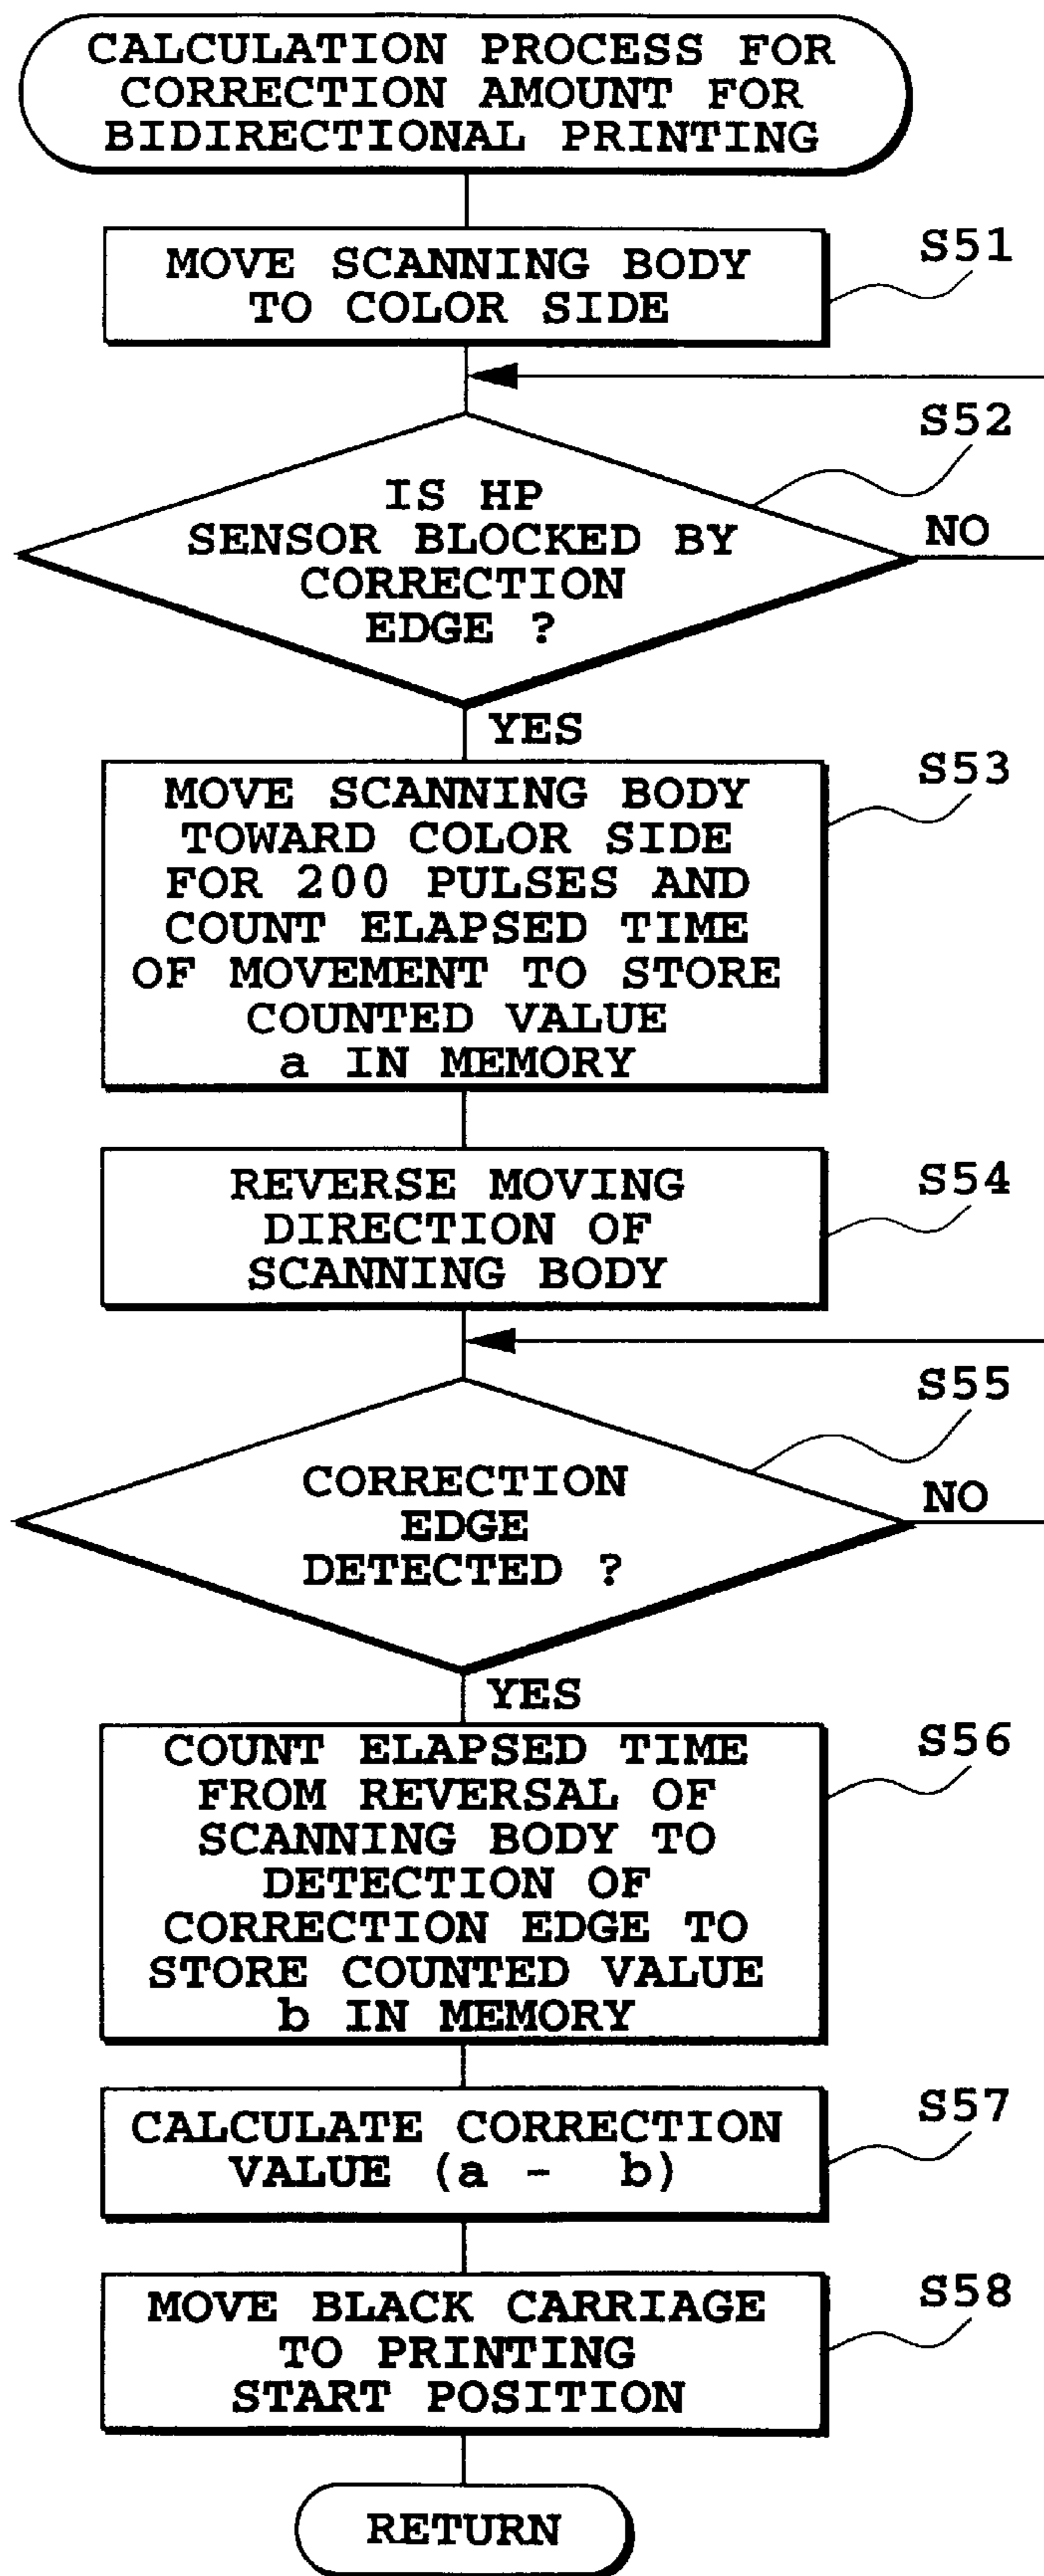 CALCULATION PROCESS FOR
CORRECTION AMOUNT FOR
BIDIRECTIONAL PRINTING
S51
MOVE SCANNING BODY
TO COLOR SIDE
S52
IS HP
SENSOR BLOCKED BY
CORRECTION
EDGE ?
NO
YES
S53
MOVE SCANNING BODY
TOWARD COLOR SIDE
FOR 200 PULSES AND
COUNT ELAPSED TIME
OF MOVEMENT TO STORE
COUNTED VALUE
a IN MEMORY
S54
REVERSE MOVING
DIRECTION OF
SCANNING BODY
S55
CORRECTION
EDGE
DETECTED ?
NO
YES
S56
COUNT ELAPSED TIME
FROM REVERSAL OF
SCANNING BODY TO
DETECTION OF
CORRECTION EDGE TO
STORE COUNTED VALUE
b IN MEMORY
S57
CALCULATE CORRECTION
VALUE (a - b)
S58
MOVE BLACK CARRIAGE
TO PRINTING
START POSITION
RETURN